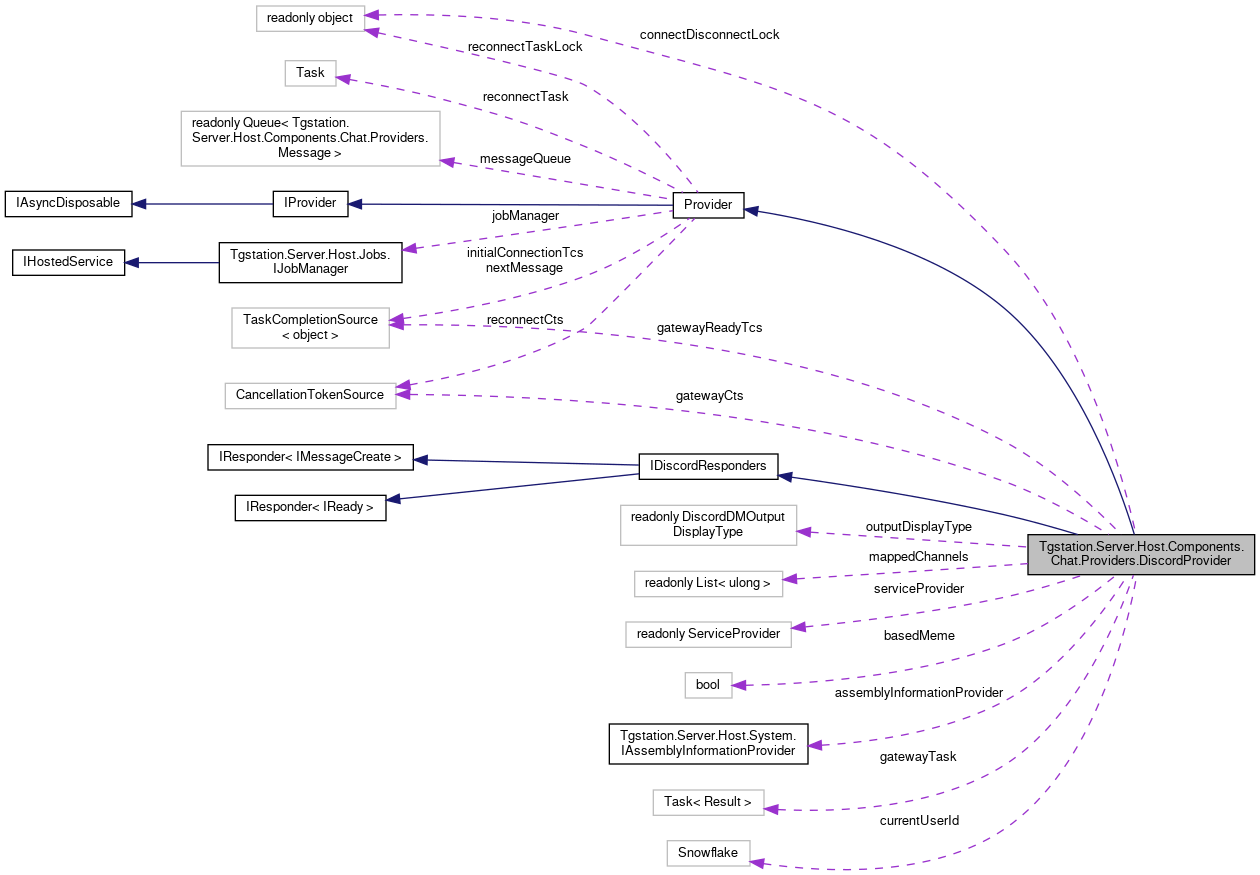 readonly object
connectDisconnectLock
reconnectTaskLock
Task
reconnectTask
readonly Queue< Tgstation.
Server.Host.Components.Chat.Providers.
Message >
messageQueue
IAsyncDisposable
IProvider
Provider
jobManager
IHostedService
Tgstation.Server.Host.Jobs.
IJobManager
initialConnectionTcs
nextMessage
TaskCompletionSource
< object >
reconnectCts
gatewayReadyTcs
CancellationTokenSource
gatewayCts
IResponder< IMessageCreate >
IDiscordResponders
IResponder< IReady >
readonly DiscordDMOutput
DisplayType
outputDisplayType
Tgstation.Server.Host.Components.
Chat.Providers.DiscordProvider
mappedChannels
readonly List< ulong >
serviceProvider
readonly ServiceProvider
basedMeme
bool
assemblyInformationProvider
Tgstation.Server.Host.System.
IAssemblyInformationProvider
gatewayTask
Task< Result >
currentUserId
Snowflake